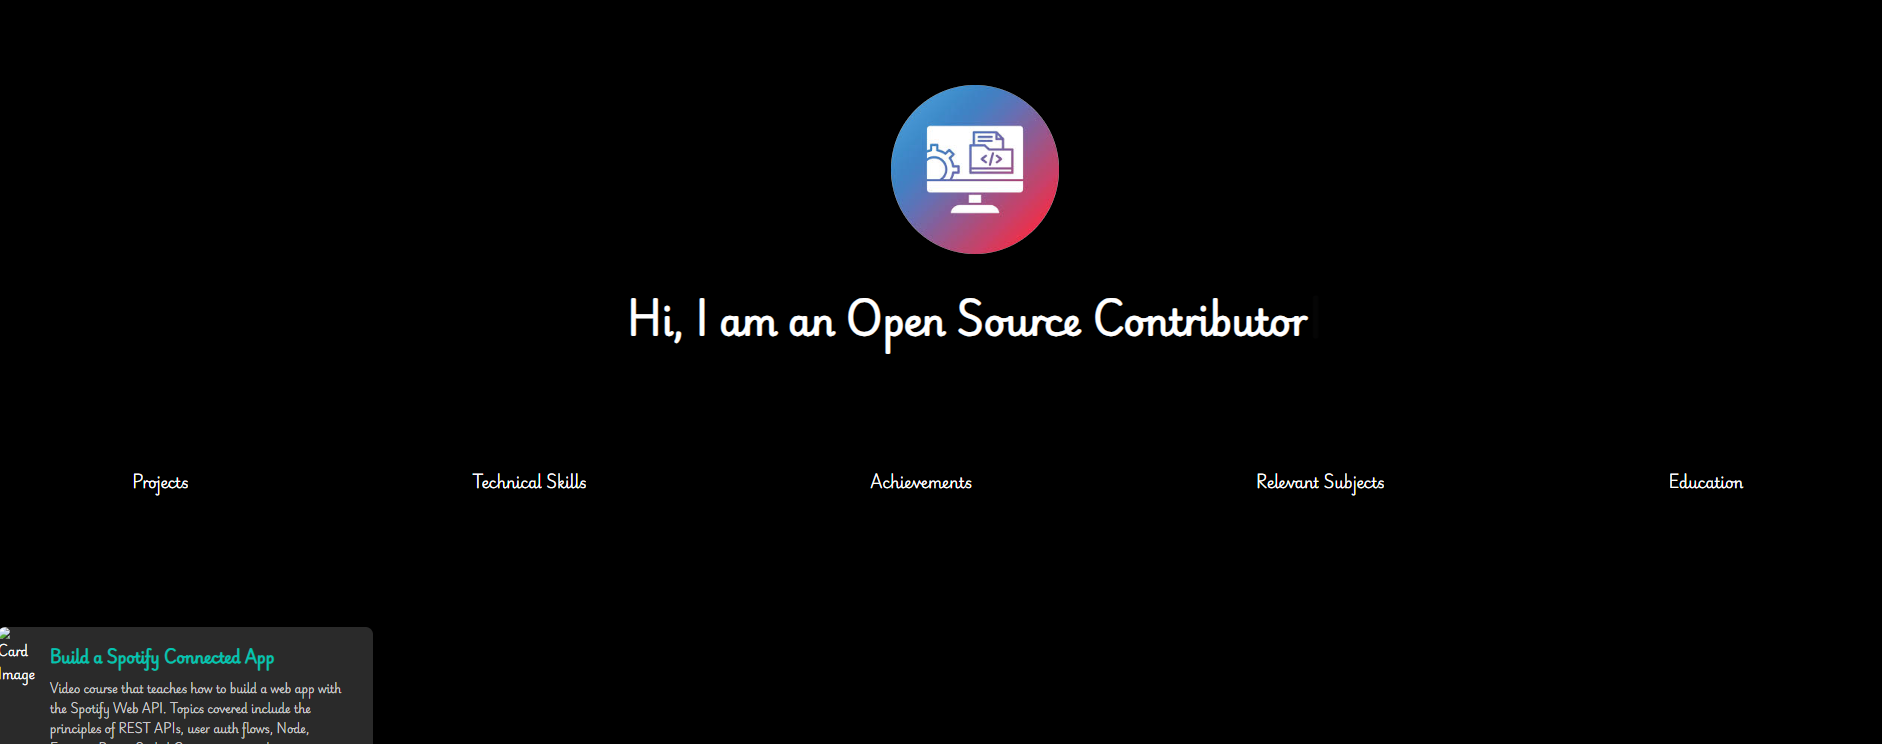 </>
Hi, I am an Open Source Contributor
Projects Technical Skills Achievements Relevant Subjects Education
Card
Image
Build a Spotify Connected App
Video course that teaches how to build a web app with
the Spotify Web API. Topics covered include the
principles of REST APIs, user auth flows, Node,